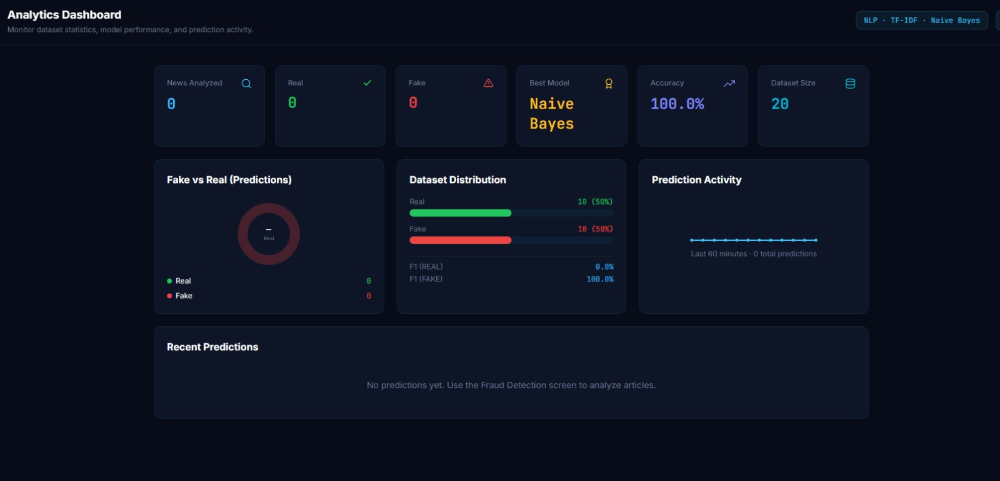 Analytics Dashboard
Monitor dataset statistics, model performance, and prediction activity.
NLP · TF-IDF · Naive Bayes
News Analyzed
0
Real
0
Fake
0
Best Model
Naive
Bayes
Accuracy
100.0%
Dataset Size
20
Fake vs Real (Predictions)
–
Real
Real 0
Fake 0
Dataset Distribution
Real 10 (50%)
Fake 10 (50%)
F1 (REAL) 0.0%
F1 (FAKE) 100.0%
Prediction Activity
Last 60 minutes · 0 total predictions
Recent Predictions
No predictions yet. Use the Fraud Detection screen to analyze articles.